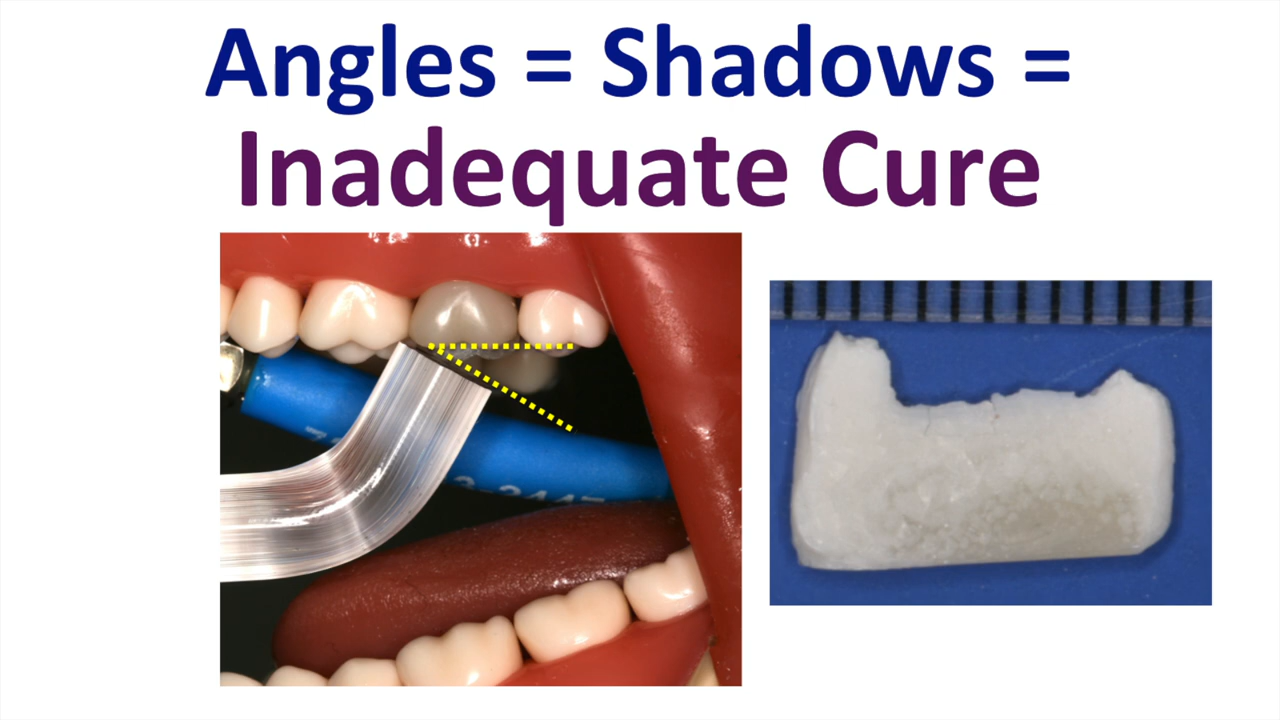 Angles = Shadows =
Inadequate Cure